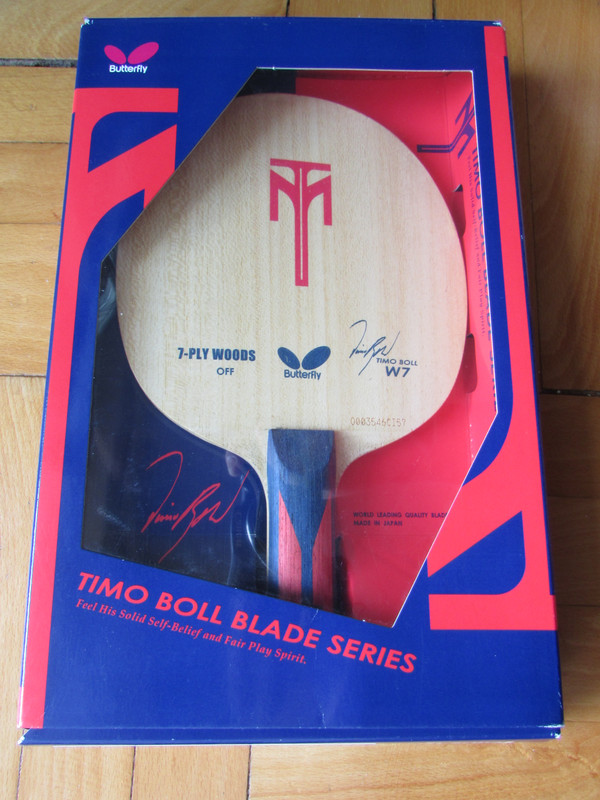 Butterfly
7-PLY WOODS
OFF
Butterfly
TIMO BOLL
W7
WORLD LEADING QUALITY BLADE
MADE IN JAPAN
TIMO BOLL BLADE SERIES
Feel His Solid Self-Belief and Fair Play Spirit.